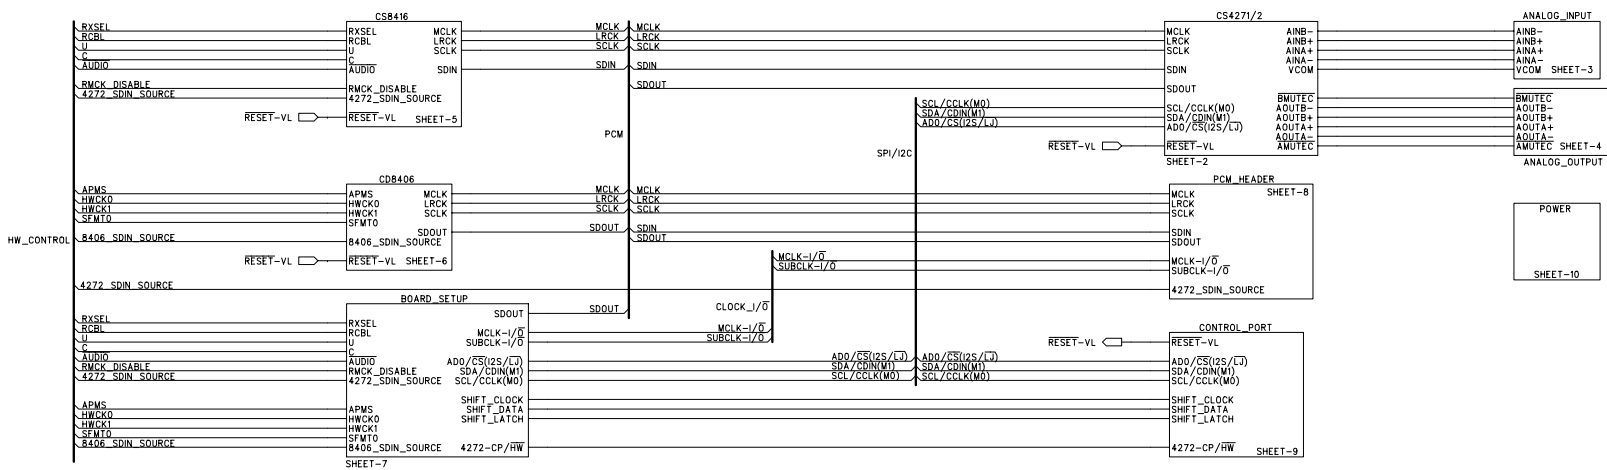 CS8416
CS4271/2
ANALOG_INPUT
RXSEL
RCBL
U
C
AUDIO
RMCK_DISABLE
4272_SDIN_SOURCE
RXSEL
RCBL
U
C
AUDIO
RMCK_DISABLE
4272_SDIN_SOURCE
RESET-VL
RESET-VL
SHEET-5
MCLK
LRCK
SCLK
SDIN
MCLK
LRCK
SCLK
SDIN
MCLK
LRCK
SCLK
SDIN
SDOUT
PCM
SCL/CCLK(M0)
SDA/CDIN(M1)
AD0/CS(I2S/LJ)
SPI/I2C
RESET-VL
MCLK
LRCK
SCLK
SDIN
SDOUT
SCL/CCLK(M0)
SDA/CDIN(M1)
AD0/CS(I2S/LJ)
RESET-VL
SHEET-2
AINB-
AINB+
AINA+
AINA-
VCOM
BMUTEC
AOUTB-
AOUTB+
AOUTA+
AOUTA-
AMUTEC
AINB-
AINB+
AINA+
AINA-
VCOM SHEET-3
BMUTEC
AOUTB-
AOUTB+
AOUTA+
AOUTA-
AMUTEC SHEET-4
ANALOG_OUTPUT
CD8406
APMS
HWCK0
HWCK1
SFMT0
8406_SDIN_SOURCE
HW_CONTROL
APMS
HWCK0
HWCK1
SFMT0
8406_SDIN_SOURCE
RESET-VL
RESET-VL
SHEET-6
MCLK
LRCK
SCLK
SDOUT
MCLK
LRCK
SCLK
SDOUT
MCLK
LRCK
SCLK
SDIN
SDOUT
MCLK-I/O
SUBCLK-I/O
PCM_HEADER
SHEET-8
MCLK
LRCK
SCLK
SDIN
SDOUT
MCLK-I/O
SUBCLK-I/O
4272_SDIN_SOURCE
POWER
SHEET-10
4272_SDIN_SOURCE
BOARD_SETUP
RXSEL
RCBL
U
C
AUDIO
RMCK_DISABLE
4272_SDIN_SOURCE
APMS
HWCK0
HWCK1
SFMT0
8406_SDIN_SOURCE
RXSEL
RCBL
U
C
AUDIO
RMCK_DISABLE
4272_SDIN_SOURCE
APMS
HWCK0
HWCK1
SFMT0
8406_SDIN_SOURCE
SHEET-7
SDOUT
MCLK-I/O
SUBCLK-I/O
AD0/CS(I2S/LJ)
SDA/CDIN(M1)
SCL/CCLK(M0)
SHIFT_CLOCK
SHIFT_DATA
SHIFT_LATCH
4272-CP/HW
SDOUT
CLOCK_I/O
MCLK-I/O
SUBCLK-I/O
AD0/CS(I2S/LJ)
SDA/CDIN(M1)
SCL/CCLK(M0)
AD0/CS(I2S/LJ)
SDA/CDIN(M1)
SCL/CCLK(M0)
RESET-VL
CONTROL_PORT
RESET-VL
AD0/CS(I2S/LJ)
SDA/CDIN(M1)
SCL/CCLK(M0)
SHIFT_CLOCK
SHIFT_DATA
SHIFT_LATCH
4272-CP/HW
SHEET-9